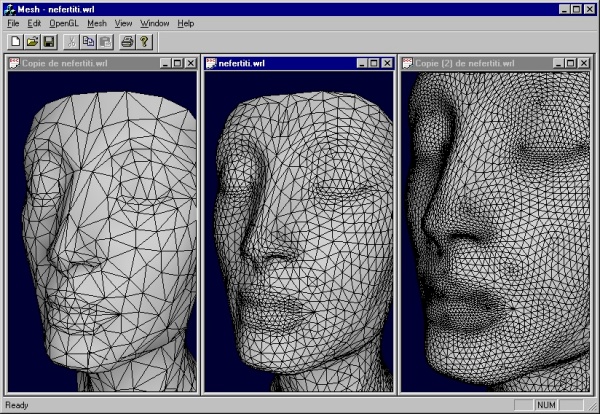 Mesh - nefertiti.wrl
File Edit OpenGL Mesh View Window Help
Copie de nefertiti.wrl
nefertiti.wrl
Copie [2] de nefertiti.wrl
Ready
NUM